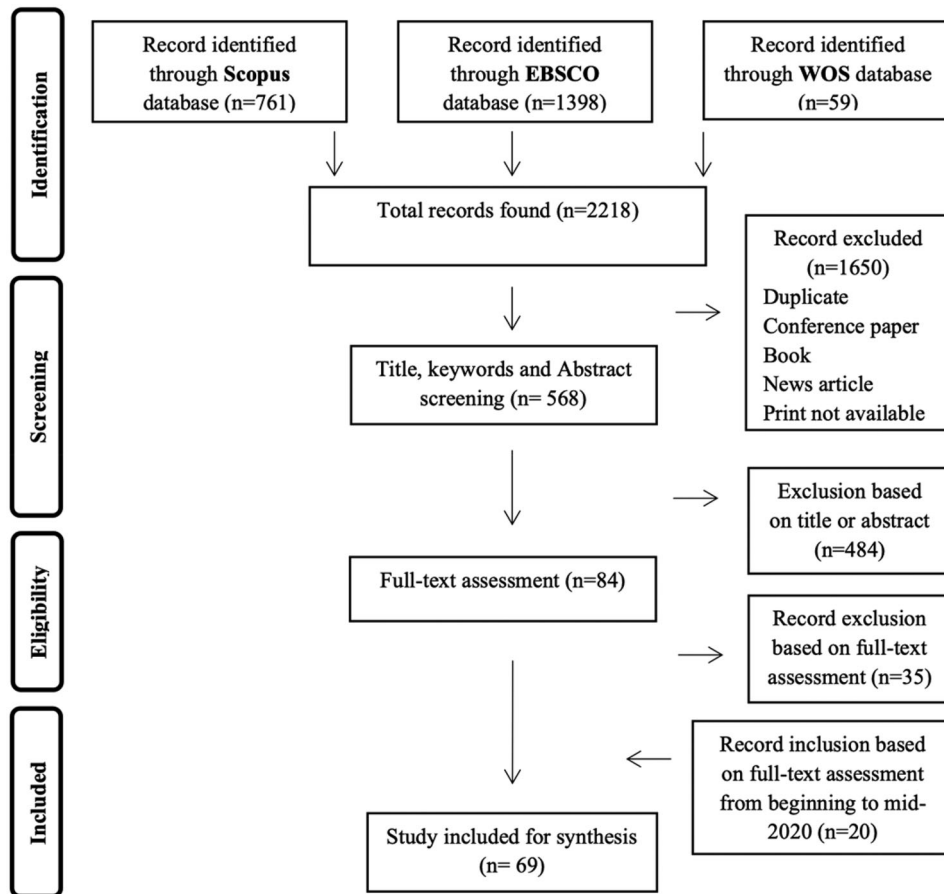 Identification
Record identified
through Scopus
database (n=761)
Record identified
through EBSCO
database (n=1398)
Record identified
through WOS database
(n=59)
Total records found (n=2218)
Record excluded
(n=1650)
Duplicate
Conference paper
Book
News article
Print not available
Screening
Title, keywords and Abstract
screening (n= 568)
Exclusion based
on title or abstract
(n=484)
Eligibility
Full-text assessment (n=84)
Record exclusion
based on full-text
assessment (n=35)
Included
Record inclusion based
on full-text assessment
from beginning to mid-
2020 (n=20)
Study included for synthesis
(n= 69)